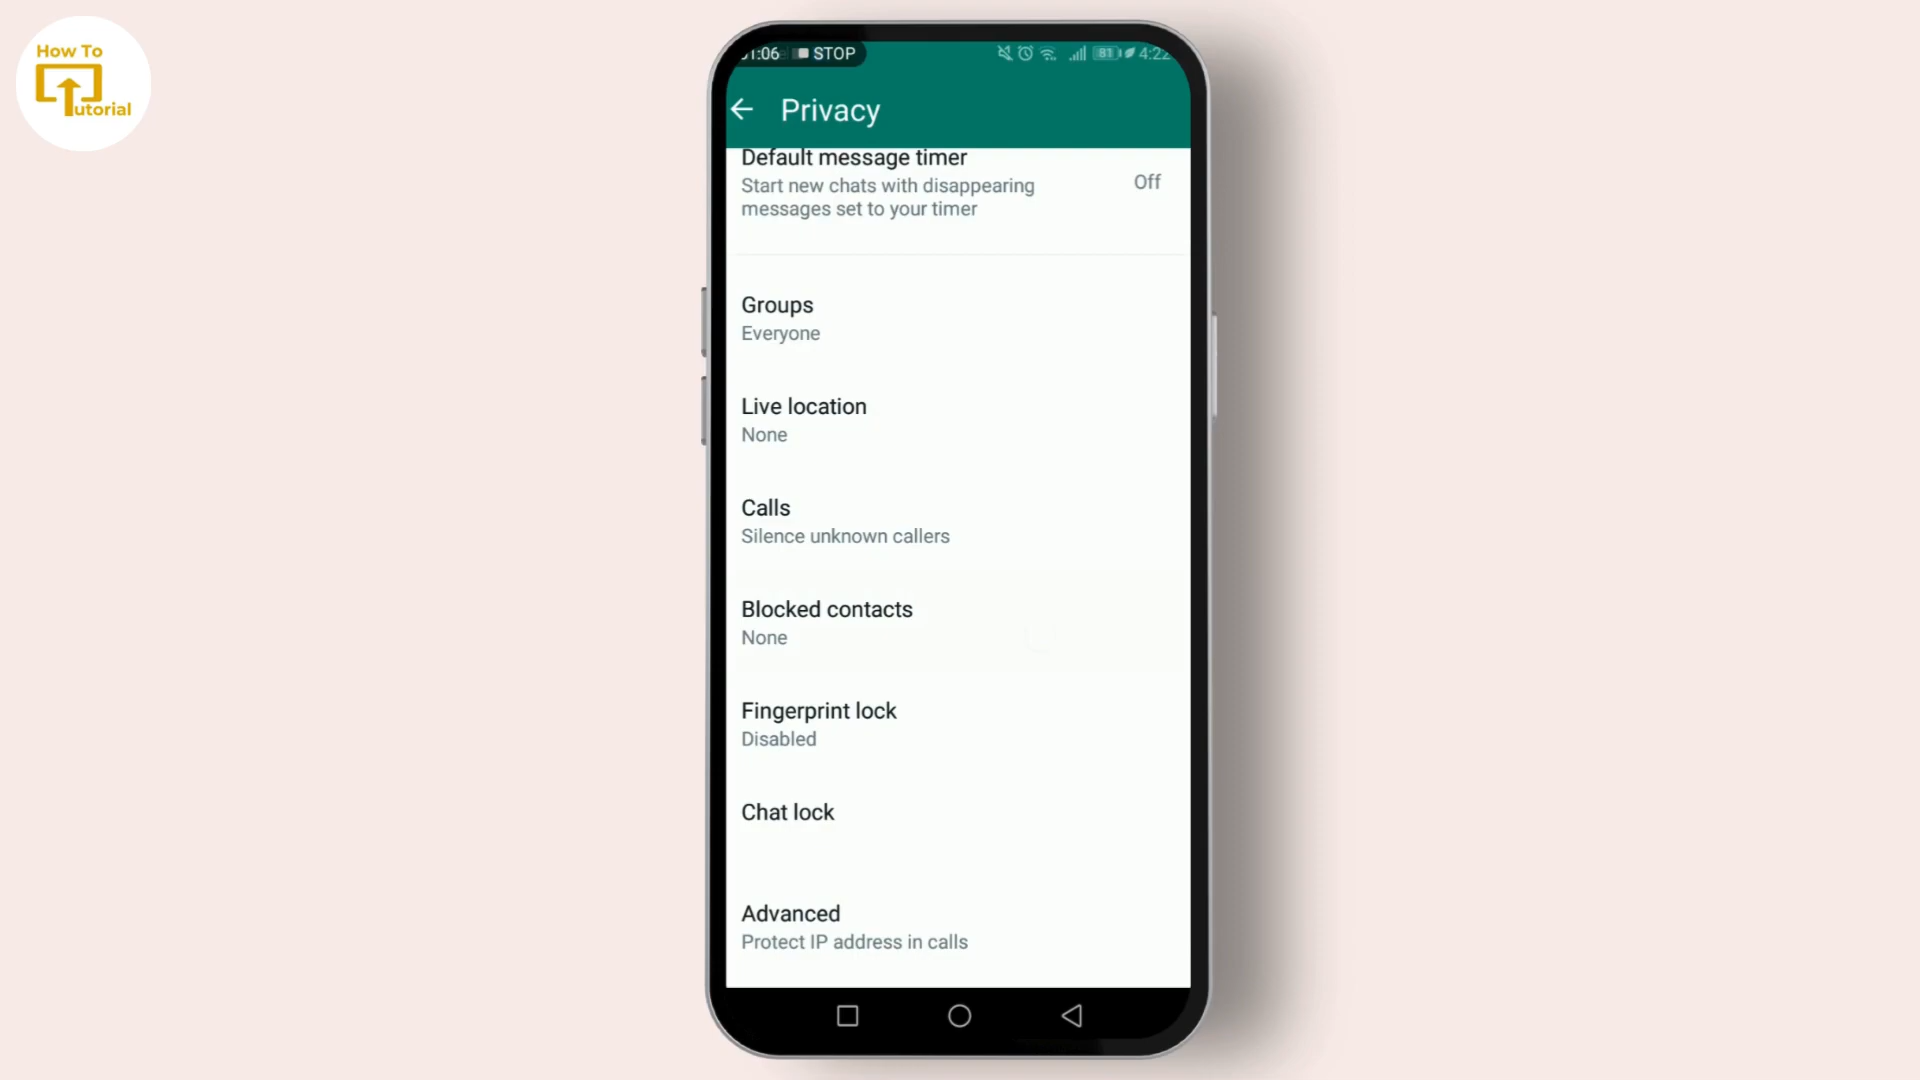 How To
utorial
1:06 STOP
81 4:22
Privacy
Default message timer
Start new chats with disappearing
messages set to your timer
Off
Groups
Everyone
Live location
None
Calls
Silence unknown callers
Blocked contacts
None
Fingerprint lock
Disabled
Chat lock
Advanced
Protect IP address in calls